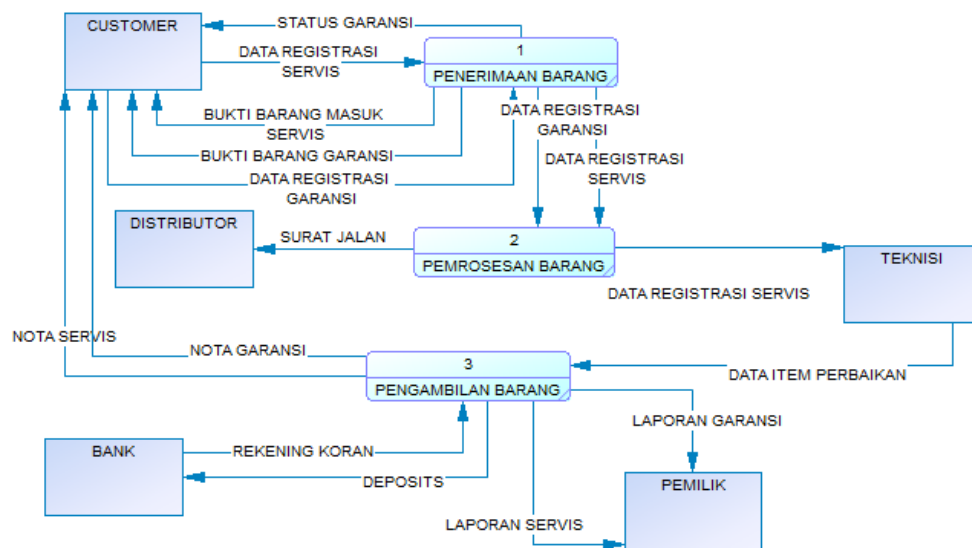 CUSTOMER
STATUS GARANSI
1
PENERIMAAN BARANG
DATA REGISTRASI
SERVIS
BUKTI BARANG MASUK
SERVIS
BUKTI BARANG GARANSI
DATA REGISTRASI
GARANSI
DATA REGISTRASI
GARANSI
DATA REGISTRASI
SERVIS
DISTRIBUTOR
SURAT JALAN
2
PEMROSESAN BARANG
TEKNISI
DATA REGISTRASI SERVIS
NOTA SERVIS
NOTA GARANSI
3
PENGAMBILAN BARANG
DATA ITEM PERBAIKAN
LAPORAN GARANSI
BANK
REKENING KORAN
DEPOSITS
PEMILIK
LAPORAN SERVIS